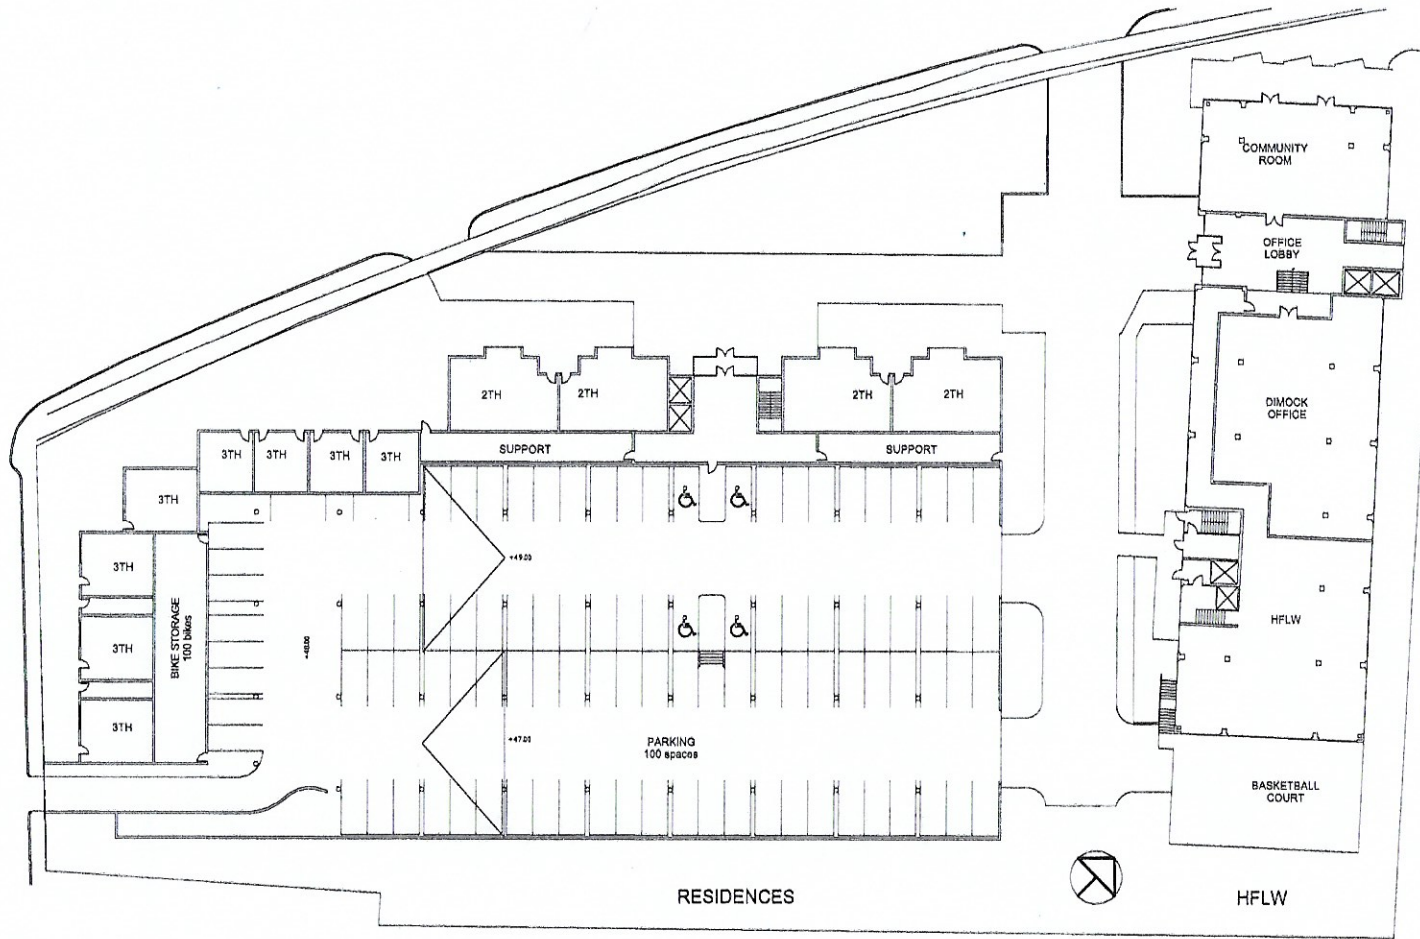 COMMUNITY
ROOM
OFFICE
LOBBY
2TH
2TH
2TH
2TH
DIMOCK
OFFICE
SUPPORT
SUPPORT
3TH
3TH
3TH
3TH
3TH
+49.00
3TH
BIKE STORAGE
100 bikes
+48.00
HFLW
3TH
3TH
+47.00
PARKING
100 spaces
BASKETBALL
COURT
RESIDENCES
HFLW